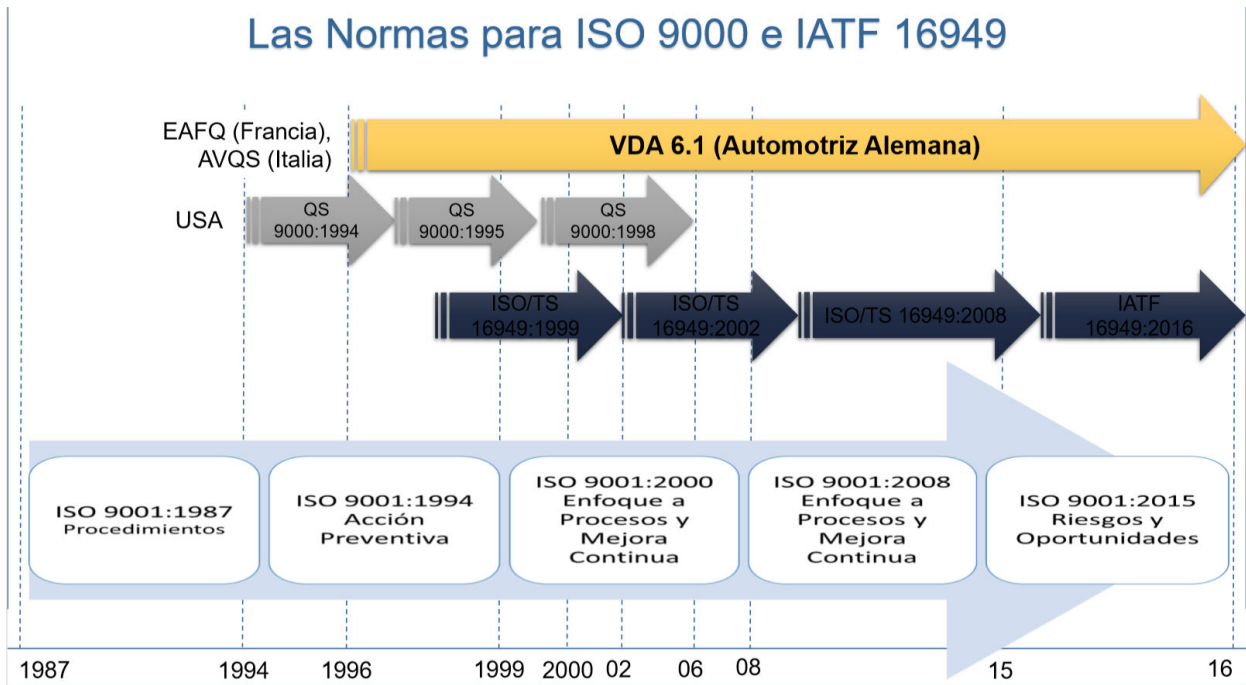 Las Normas para ISO 9000 e IATF 16949
EAFQ (Francia),
AVQS (Italia)
VDA 6.1 (Automotriz Alemana)
USA
QS
9000:1994
QS
9000:1995
QS
9000:1998
ISO/TS
16949:1999
ISO/TS
16949:2002
ISO/TS 16949:2008
IATF
16949:2016
ISO 9001:1987
Procedimientos
ISO 9001:1994
Acción
Preventiva
ISO 9001:2000
Enfoque a
Procesos y
Mejora
Continua
ISO 9001:2008
Enfoque a
Procesos y
Mejora
Continua
ISO 9001:2015
Riesgos y
Oportunidades
1987
1994
1996
1999
2000
02
06
08
15
16